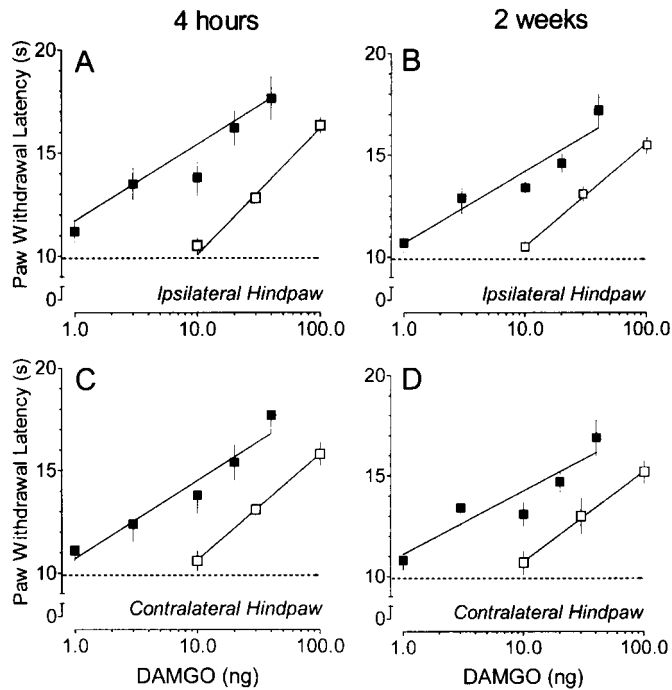 4 hours
2 weeks
Paw Withdrawal Latency (s)
20
15
10
0
A
Ipsilateral Hindpaw
1.0
10.0
100.0
20
15
10
0
B
Ipsilateral Hindpaw
1.0
10.0
100.0
Paw Withdrawal Latency (s)
20
15
10
0
C
Contralateral Hindpaw
1.0
10.0
100.0
DAMGO (ng)
20
15
10
0
D
Contralateral Hindpaw
1.0
10.0
100.0
DAMGO (ng)